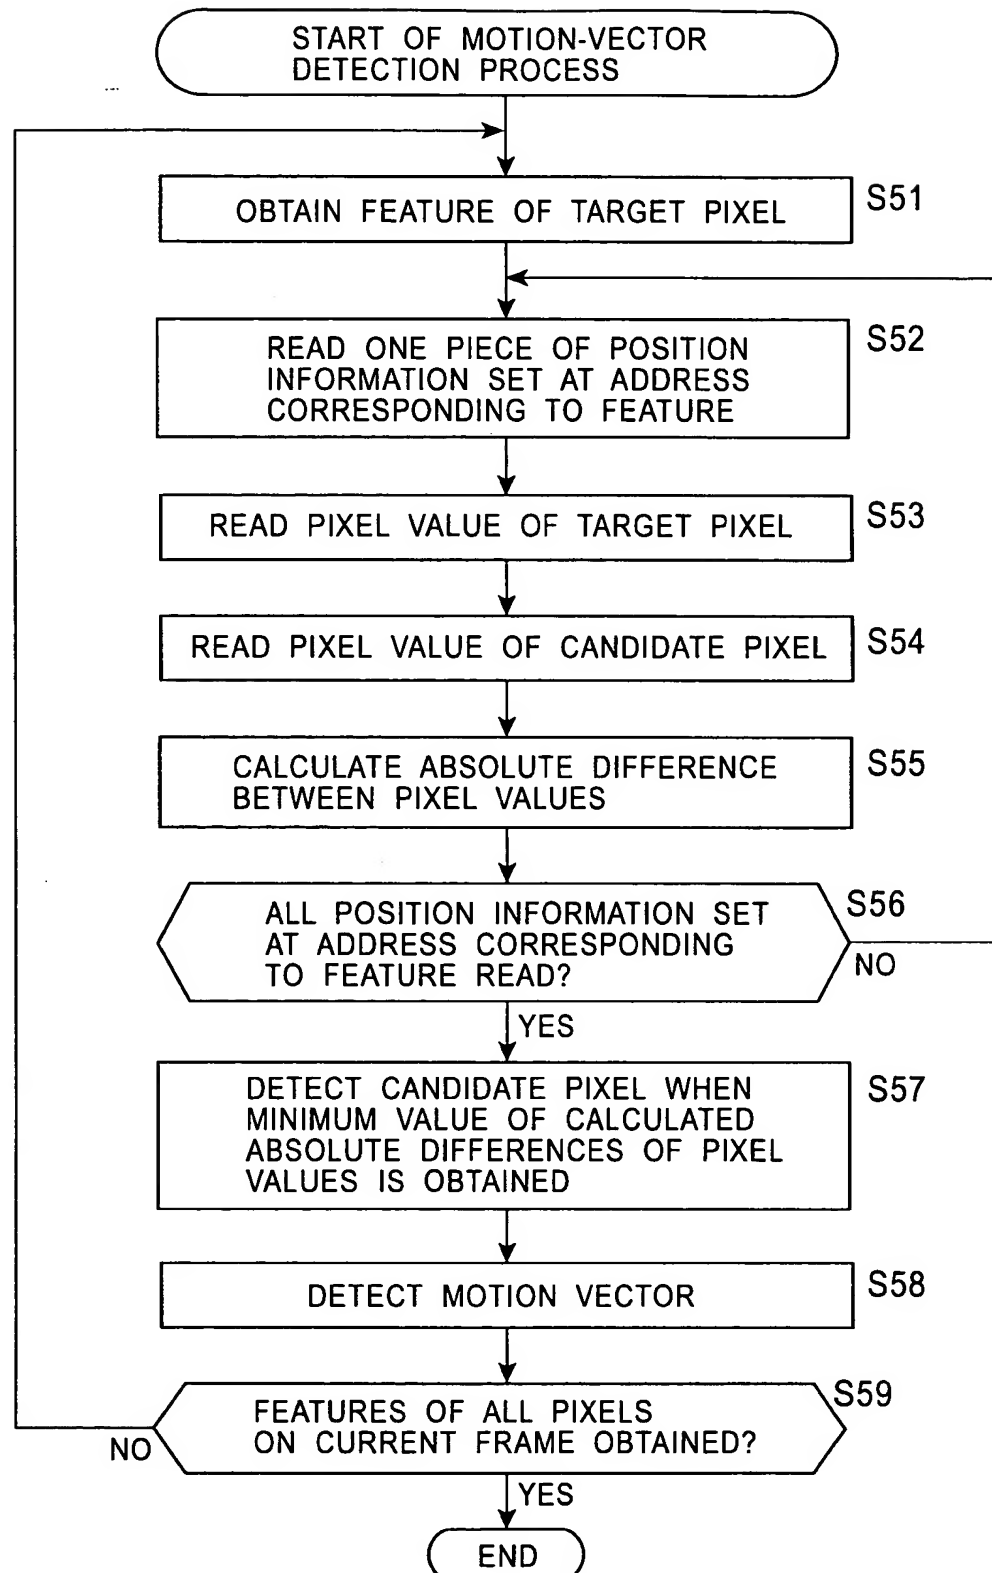 START OF MOTION-VECTOR
DETECTION PROCESS
OBTAIN FEATURE OF TARGET PIXEL
S51
READ ONE PIECE OF POSITION
INFORMATION SET AT ADDRESS
CORRESPONDING TO FEATURE
S52
READ PIXEL VALUE OF TARGET PIXEL
S53
READ PIXEL VALUE OF CANDIDATE PIXEL
S54
CALCULATE ABSOLUTE DIFFERENCE
BETWEEN PIXEL VALUES
S55
ALL POSITION INFORMATION SET
AT ADDRESS CORRESPONDING
TO FEATURE READ?
S56
NO
YES
DETECT CANDIDATE PIXEL WHEN
MINIMUM VALUE OF CALCULATED
ABSOLUTE DIFFERENCES OF PIXEL
VALUES IS OBTAINED
S57
DETECT MOTION VECTOR
S58
FEATURES OF ALL PIXELS
ON CURRENT FRAME OBTAINED?
S59
NO
YES
END